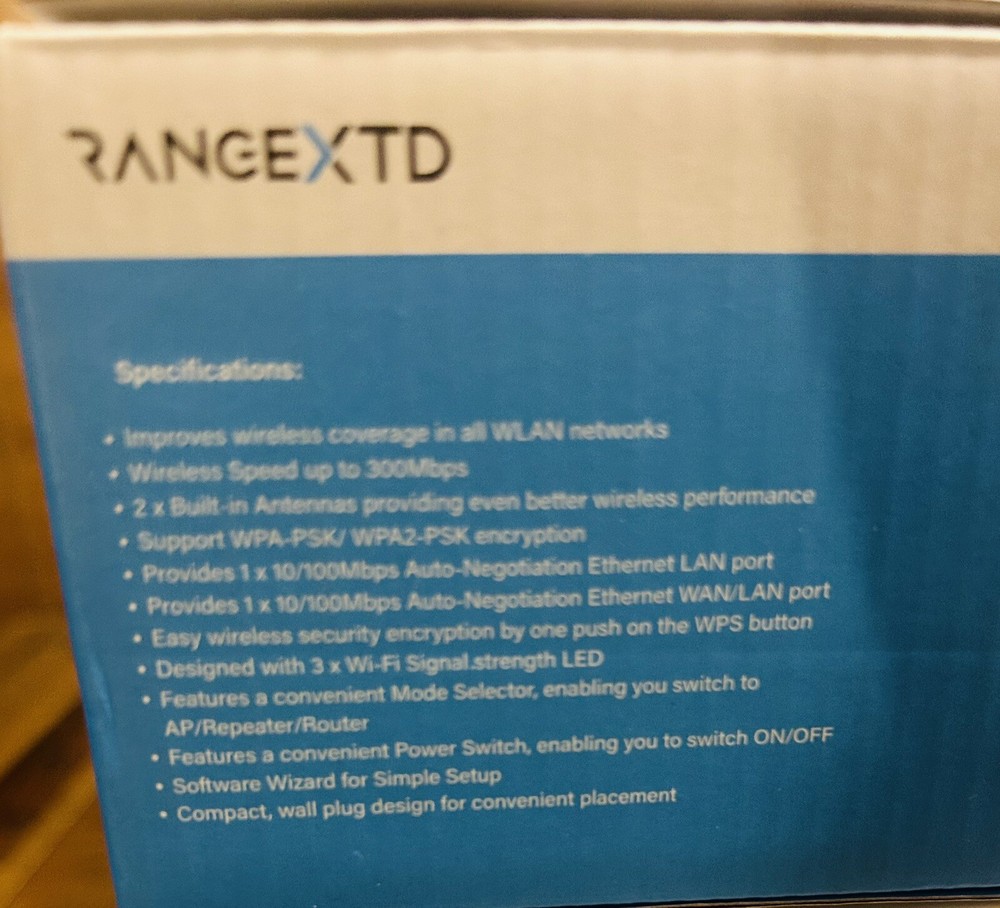 RANGEXTD
Specifications:
• Improves wireless coverage in all WLAN networks
• Wireless Speed up to 300Mbps
• 2 x Built-in Antennas providing even better wireless performance
• Support WPA-PSK/ WPA2-PSK encryption
• Provides 1 x 10/100Mbps Auto-Negotiation Ethernet LAN port
• Provides 1 x 10/100Mbps Auto-Negotiation Ethernet WAN/LAN port
• Easy wireless security encryption by one push on the WPS button
• Designed with 3 x Wi-Fi Signal.strength LED
• Features a convenient Mode Selector, enabling you switch to
AP/Repeater/Router
• Features a convenient Power Switch, enabling you to switch ON/OFF
• Software Wizard for Simple Setup
• Compact, wall plug design for convenient placement